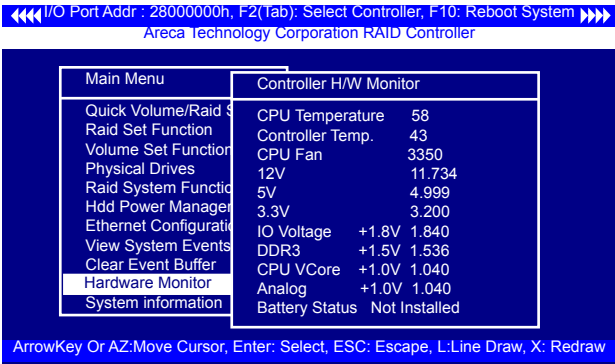 I/O Port Addr : 28000000h, F2(Tab): Select Controller, F10: Reboot System
Areca Technology Corporation RAID Controller
Main Menu
Quick Volume/Raid S
Raid Set Function
Volume Set Function
Physical Drives
Raid System Functio
Hdd Power Manager
Ethernet Configuratio
View System Events
Clear Event Buffer
Hardware Monitor
System information
Controller H/W Monitor
CPU Temperature 58
Controller Temp. 43
CPU Fan 3350
12V 11.734
5V 4.999
3.3V 3.200
IO Voltage +1.8V 1.840
DDR3 +1.5V 1.536
CPU VCore +1.0V 1.040
Analog +1.0V 1.040
Battery Status Not Installed
ArrowKey Or AZ:Move Cursor, Enter: Select, ESC: Escape, L:Line Draw, X: Redraw